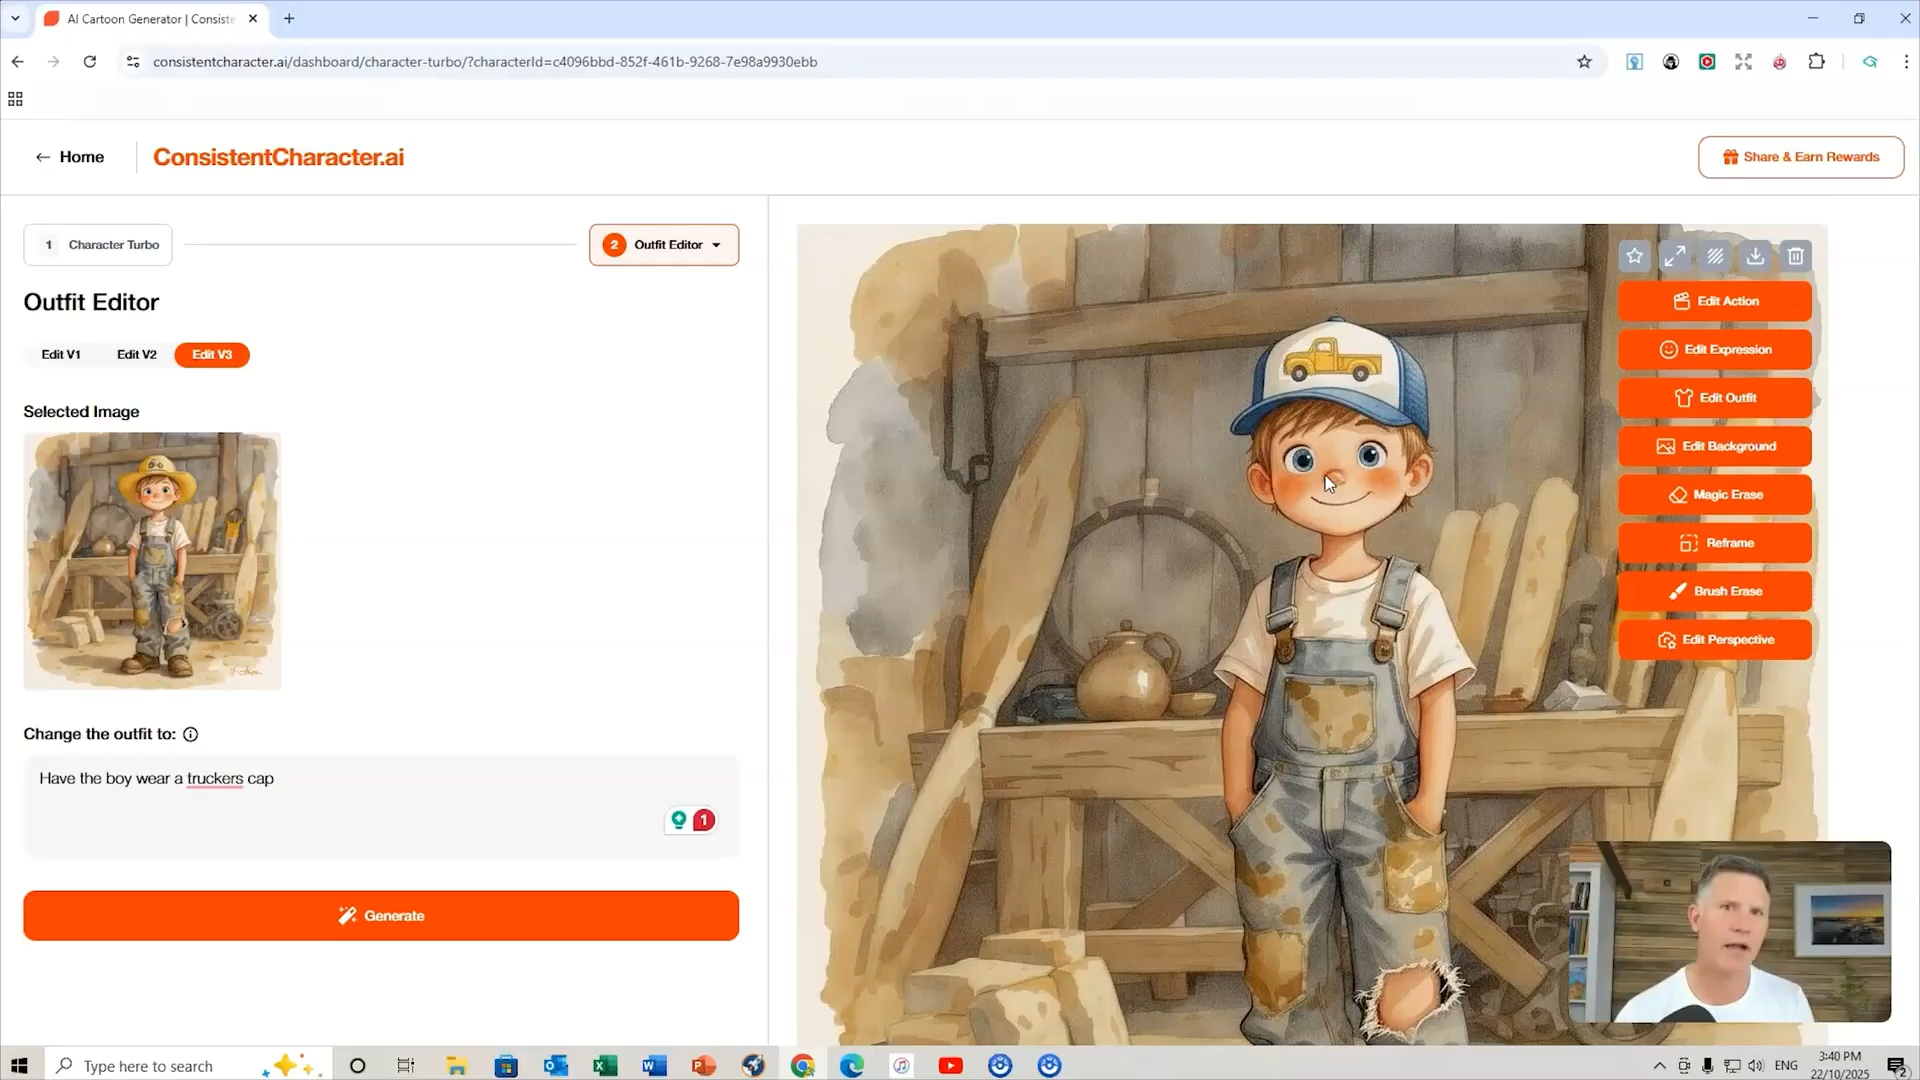 AI Cartoon Generator | Consiste
consistentcharacter.ai/dashboard/character-turbo/?characterId=c4096bbd-852f-461b-9268-7e98a9930ebb
Home
ConsistentCharacter.ai
Share & Earn Rewards
1 Character Turbo
2 Outfit Editor
Outfit Editor
Edit V1 Edit V2 Edit V3
Selected Image
Change the outfit to:
Have the boy wear a truckers cap
1
Generate
Edit Action
Edit Expression
Edit Outfit
Edit Background
Magic Erase
Reframe
Brush Erase
Edit Perspective
Type here to search
ENG
3:40 PM
22/10/2025
2